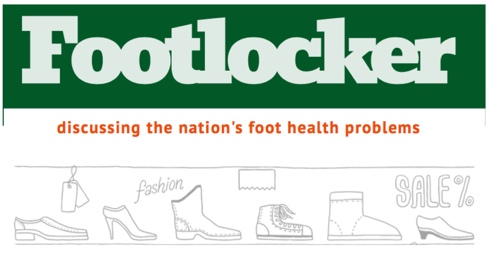 Footlocker
discussing the nation's foot health problems
fashion
SALE%